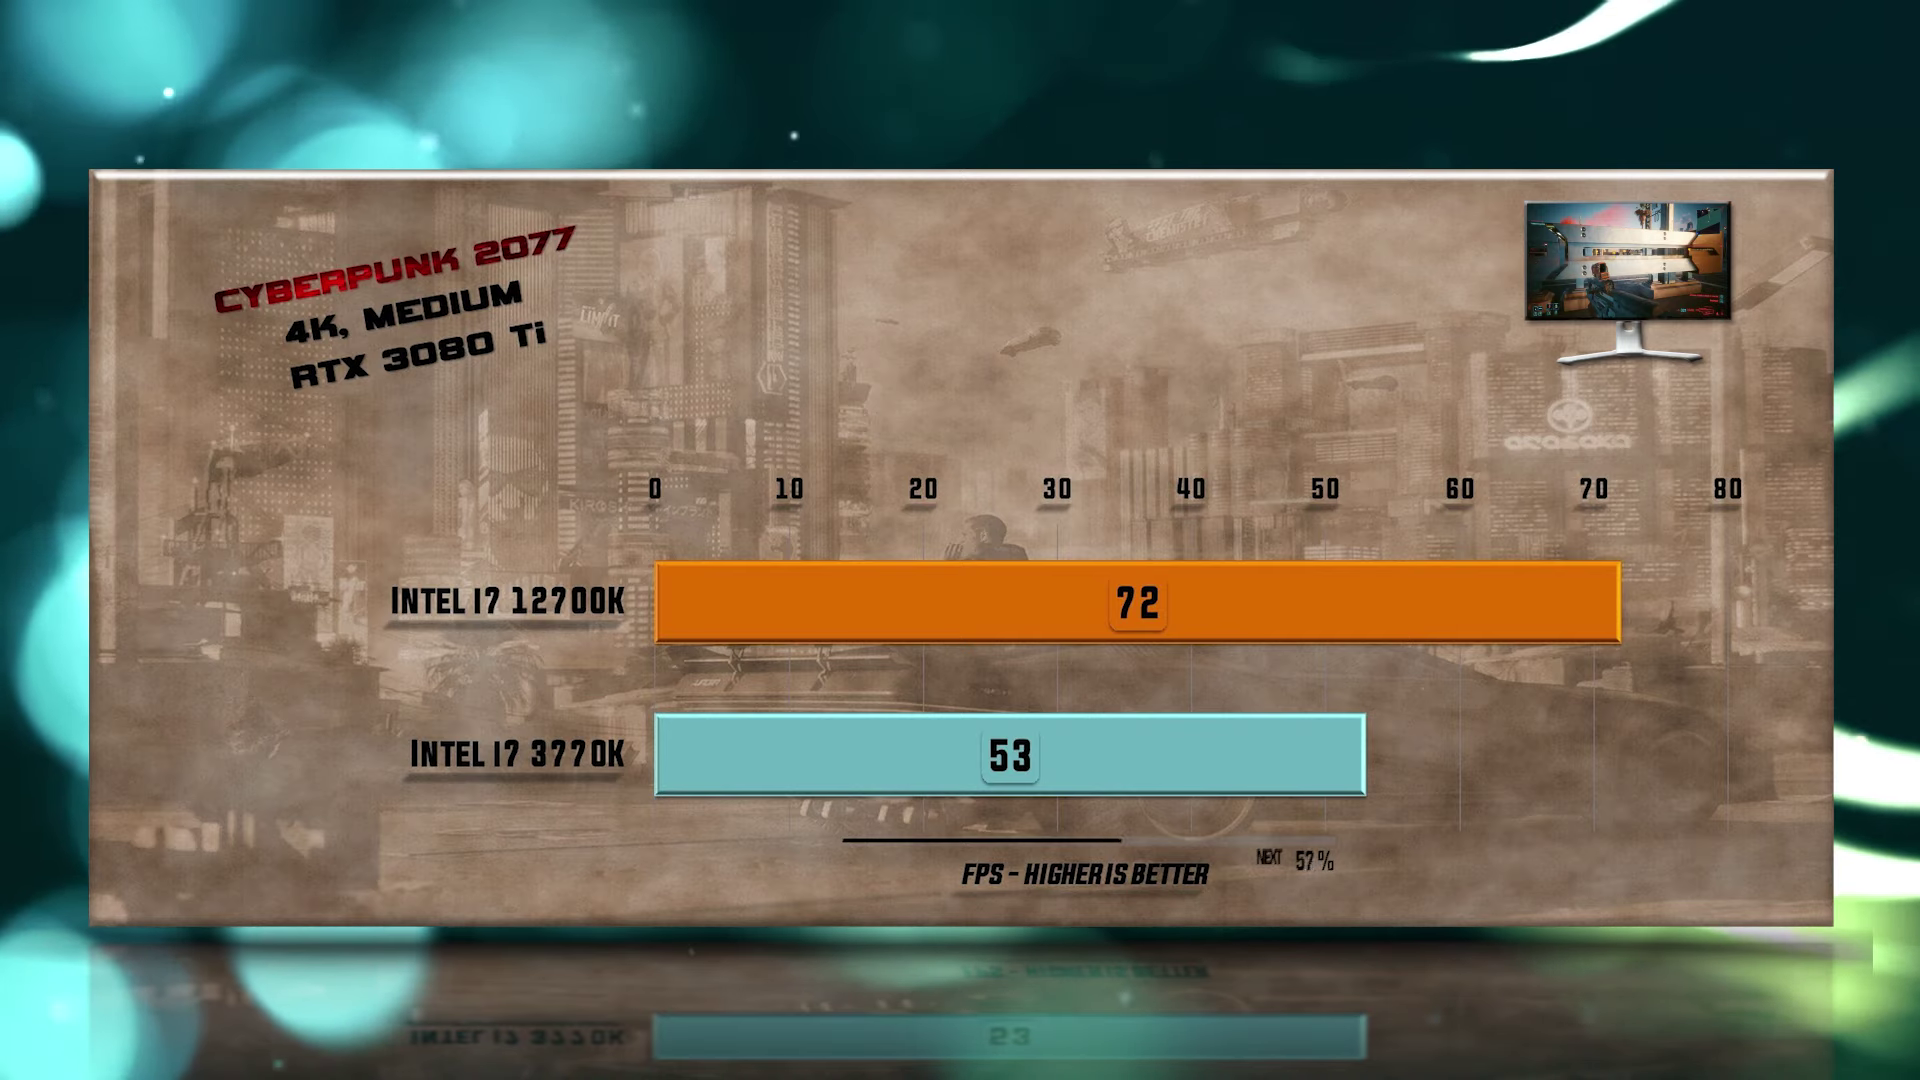 CYBERPUNK 2077
4K, MEDIUM
RTX 3080 Ti
ARASAKA
0 10 20 30 40 50 60 70 80
INTEL I7 12700K
72
INTEL I7 3770K
53
NEXT 57%
FPS - HIGHER IS BETTER